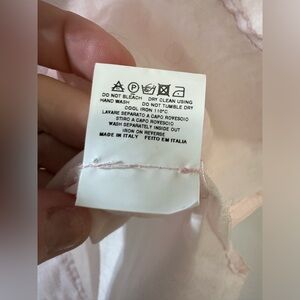 P
DO NOT BLEACH DRY CLEAN USING
HAND WASH DO NOT TUMBLE DRY
COOL IRON 110°C
LAVARE SEPARATO A CAPO ROVESCIO
STIRO A CAPO ROVESCIO
WASH SEPARATELY INSIDE OUT
IRON ON REVERSE
MADE IN ITALY FEITO EM ITALIA